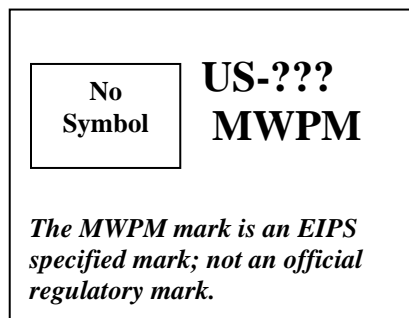 No
Symbol
US-???
MWPM
The MWPM mark is an EIPS
specified mark; not an official
regulatory mark.